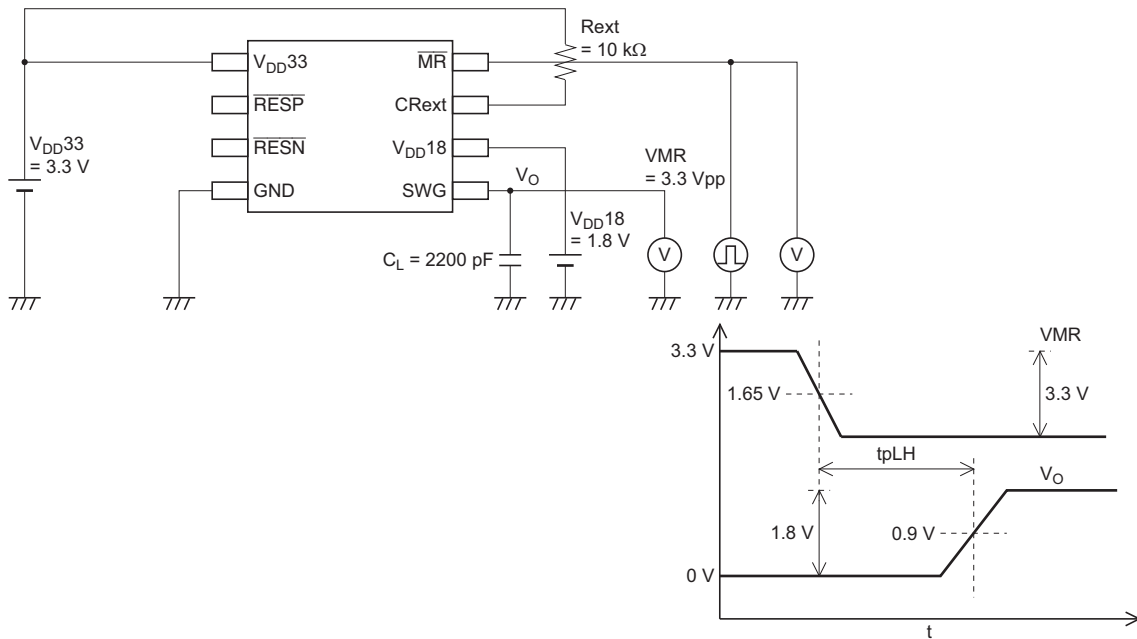 Rext
= 10 kΩ
VDD33
= 3.3 V
VDD33
RESP
RESN
GND
MR
CRext
VDD18
SWG
VO
VDD18
= 1.8 V
CL = 2200 pF
VMR
= 3.3 Vpp
V
V
3.3 V
1.65 V
VMR
3.3 V
tpLH
VO
1.8 V
0.9 V
0 V
t